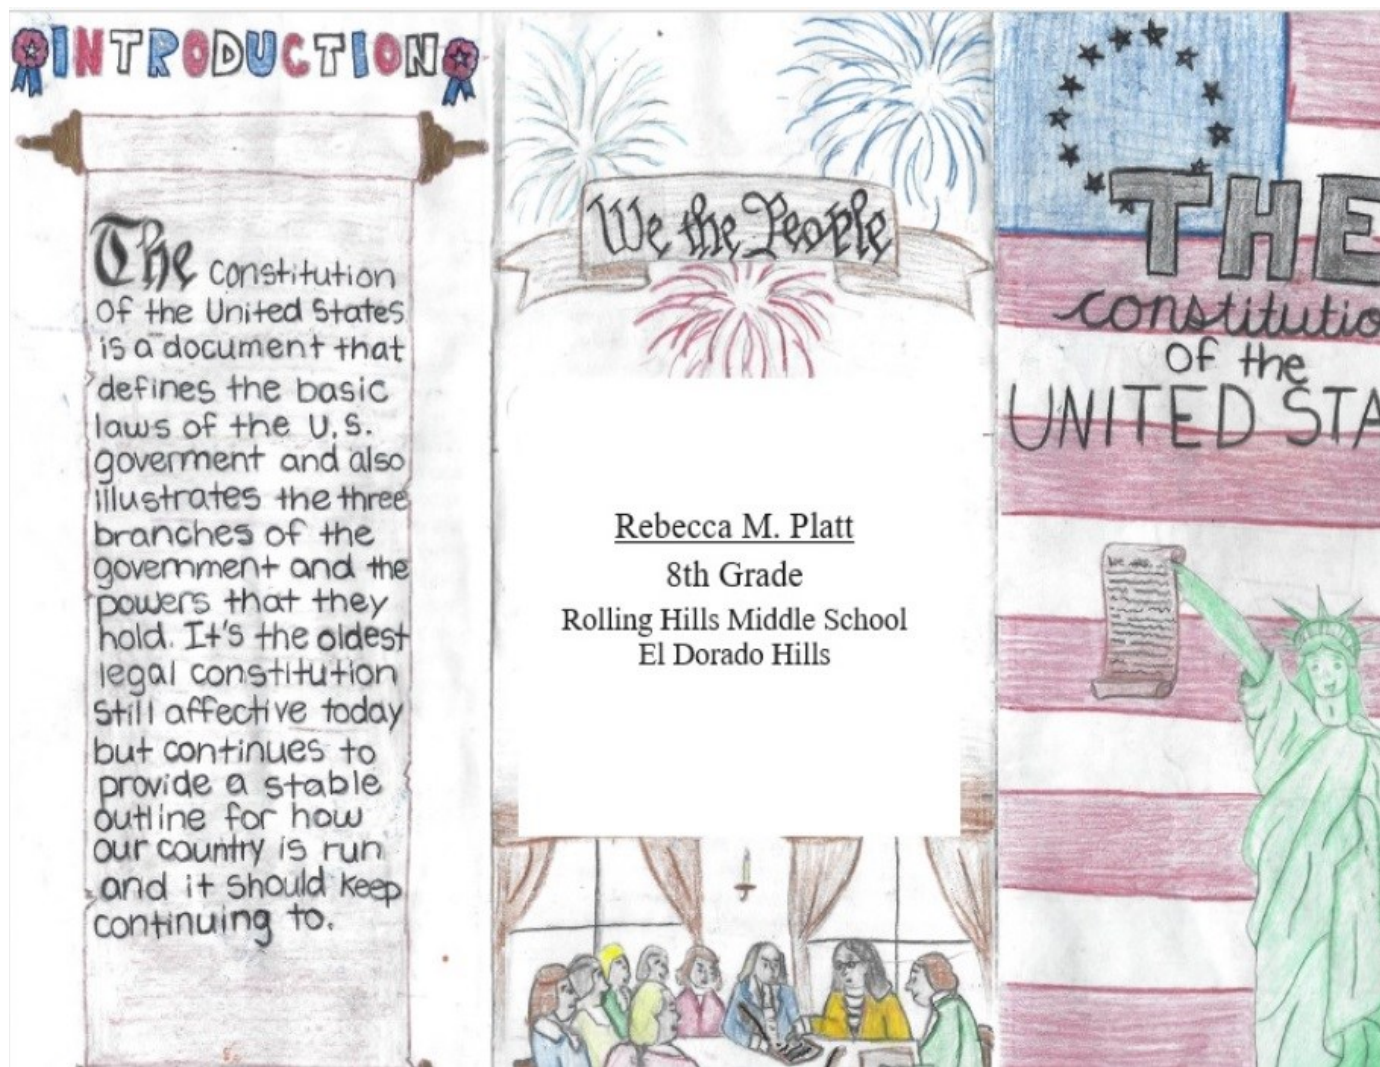 INTRODUCTION
The constitution
of the United States
is a document that
defines the basic
laws of the U.S.
goverment and also
illustrates the three
branches of the
government and the
powers that they
hold. It's the oldest
legal constitution
still affective today
but continues to
provide a stable
outline for how
our country is run
and it should keep
continuing to.
We the People
Rebecca M. Platt
8th Grade
Rolling Hills Middle School
El Dorado Hills
THE
constitutio
of the
UNITED STA
We the